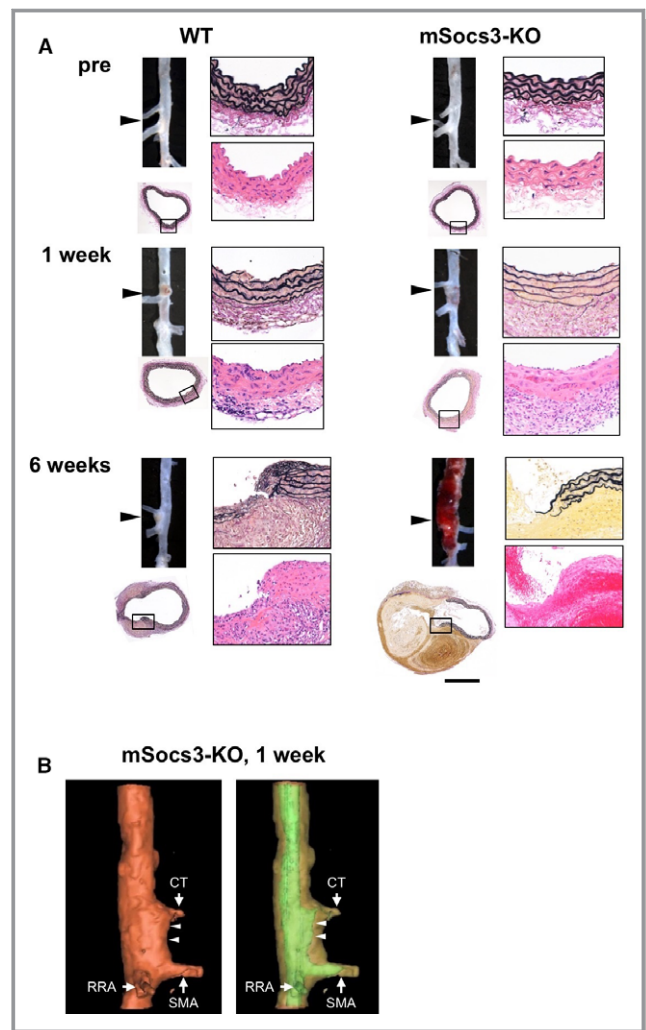 A
WT
mSocs3-KO
pre
1 week
6 weeks
B
mSocs3-KO, 1 week
CT
RRA
SMA
CT
RRA
SMA